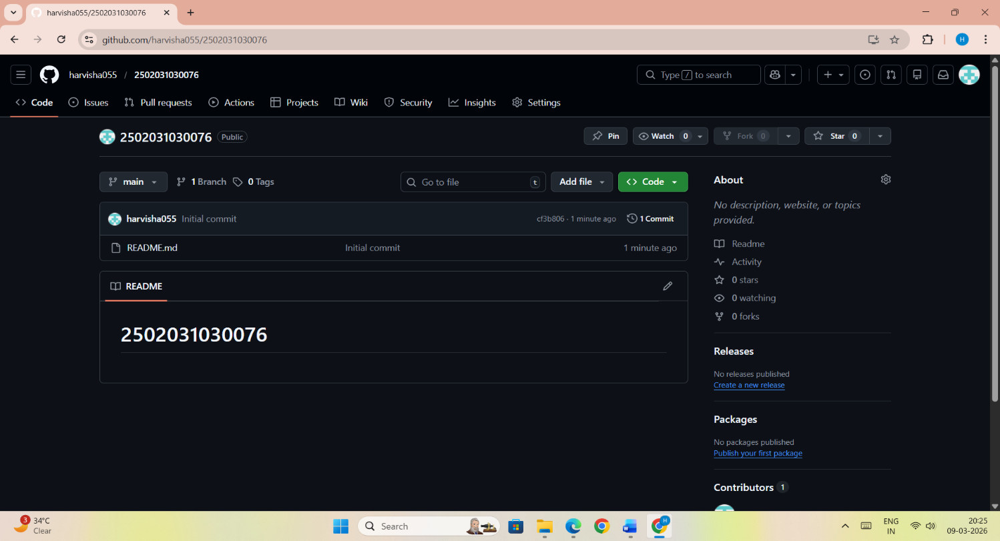 harvisha055/2502031030076
github.com/harvisha055/2502031030076
H
harvisha055 / 2502031030076
Type / to search
Code Issues Pull requests Actions Projects Wiki Security Insights Settings
2502031030076 Public
Pin Watch 0 Fork 0 Star 0
main 1 Branch 0 Tags Go to file t Add file Code
harvisha055 Initial commit cf3b806 · 1 minute ago 1 Commit
README.md Initial commit 1 minute ago
README
2502031030076
About
No description, website, or topics
provided.
Readme
Activity
0 stars
0 watching
0 forks
Releases
No releases published
Create a new release
Packages
No packages published
Publish your first package
Contributors 1
3
34°C
Clear
Search
W
H
ENG
IN
20:25
09-03-2026